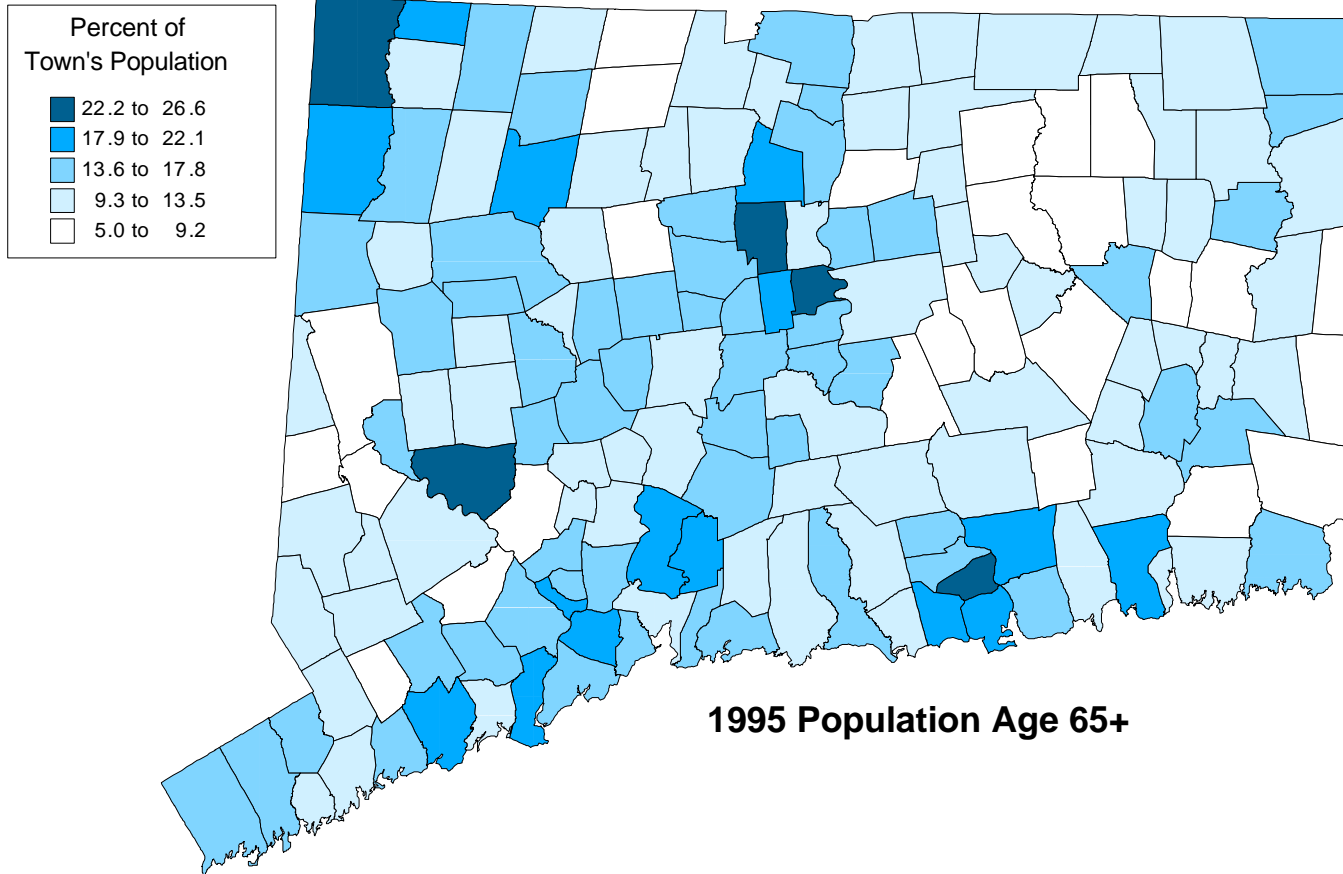 Percent of
Town's Population
22.2 to 26.6
17.9 to 22.1
13.6 to 17.8
9.3 to 13.5
5.0 to 9.2
1995 Population Age 65+